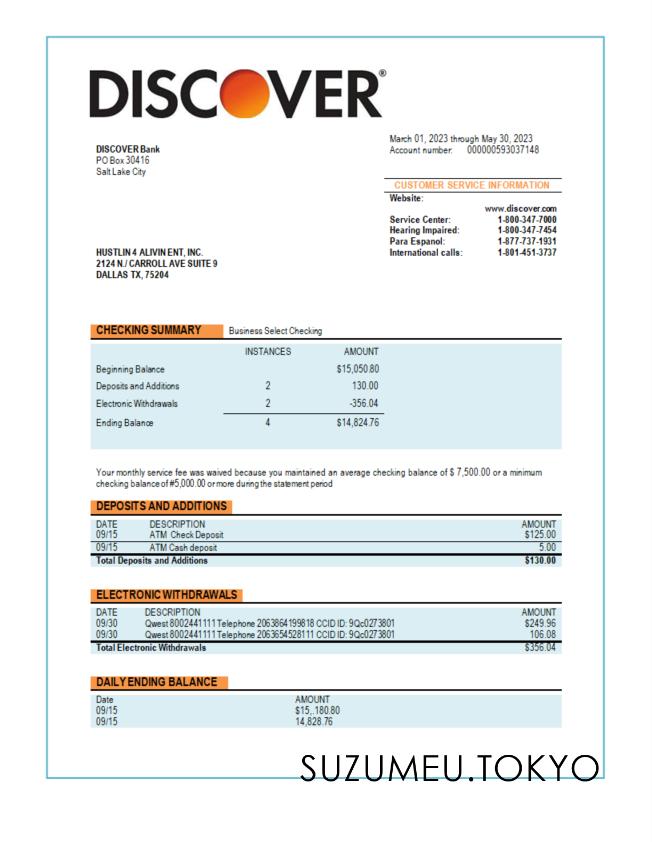 DISCOVER®
March 01, 2023 through May 30, 2023
DISCOVER Bank
Account number: 000000593037148
PO Box 30416
Salt Lake City
CUSTOMER SERVICE INFORMATION
Website:
www.discover.com
Service Center: 1-800-347-7000
Hearing Impaired: 1-800-347-7454
Para Espanol: 1-877-737-1931
International calls: 1-801-451-3737
HUSTLIN 4 ALIVIN ENT, INC.
2124 N./ CARROLL AVE SUITE 9
DALLAS TX, 75204
CHECKING SUMMARY Business Select Checking
INSTANCES AMOUNT
Beginning Balance $15,050.80
Deposits and Additions 2 130.00
Electronic Withdrawals 2 -356.04
Ending Balance 4 $14,824.76
Your monthly service fee was waived because you maintained an average checking balance of $ 7,500.00 or a minimum
checking balance of #5,000.00 or more during the statement period
DEPOSITS AND ADDITIONS
DATE DESCRIPTION AMOUNT
09/15 ATM Check Deposit $125.00
09/15 ATM Cash deposit 5.00
Total Deposits and Additions $130.00
ELECTRONIC WITHDRAWALS
DATE DESCRIPTION AMOUNT
09/30 Qwest 8002441111 Telephone 2063864199818 CCID ID: 9Qc0273801 $249.96
09/30 Qwest 8002441111 Telephone 2063654528111 CCID ID: 9Qc0273801 106.08
Total Electronic Withdrawals $356.04
DAILY ENDING BALANCE
Date AMOUNT
09/15 $15,.180.80
09/15 14,828.76
SUZUMEU.TOKYO